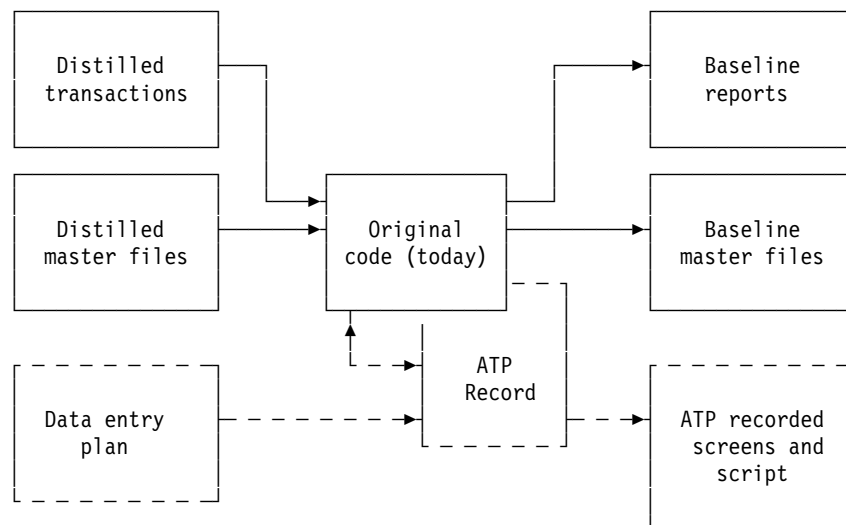 Distilled
transactions
Baseline
reports
Distilled
master files
Original
code (today)
Baseline
master files
ATP
Record
Data entry
plan
ATP recorded
screens and
script